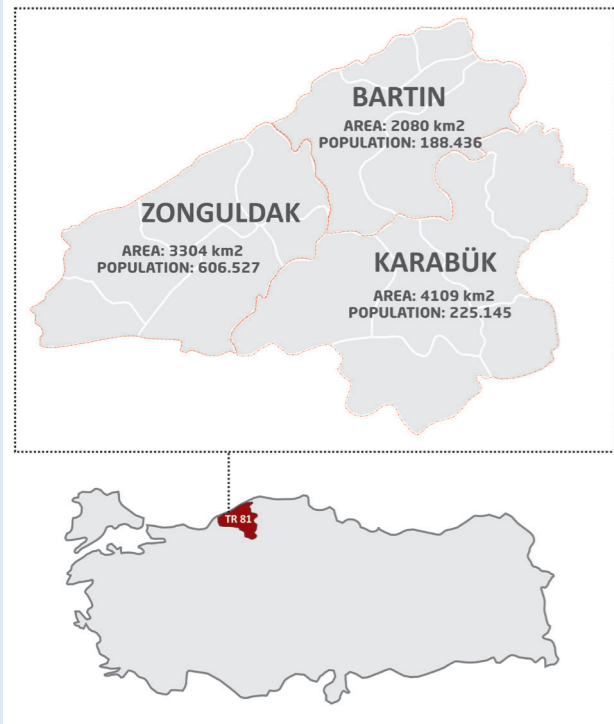 BARTIN
AREA: 2080 km2
POPULATION: 188.436
ZONGULDAK
AREA: 3304 km2
POPULATION: 606.527
KARABÜK
AREA: 4109 km2
POPULATION: 225.145
TR 81